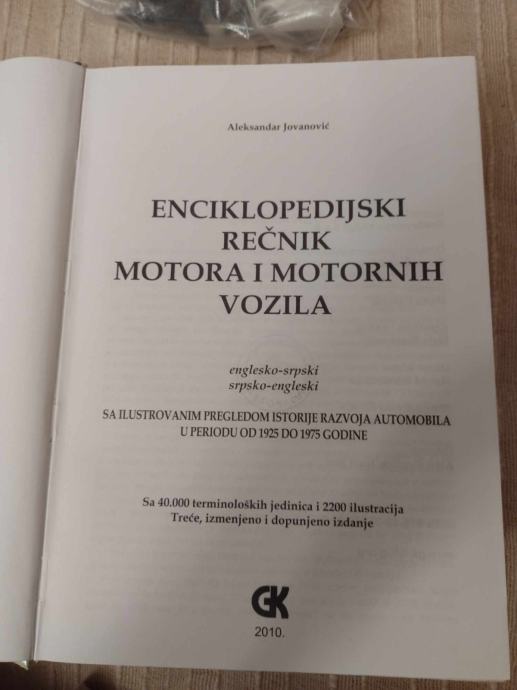 Aleksandar Jovanović
ENCIKLOPEDIJSKI
REČNIK
MOTORA I MOTORNIH
VOZILA
englesko-srpski
srpsko-engleski
SA ILUSTROVANIM PREGLEDOM ISTORIJE RAZVOJA AUTOMOBILA
U PERIODU OD 1925 DO 1975 GODINE
Sa 40.000 terminoloških jedinica i 2200 ilustracija
Treće, izmenjeno i dopunjeno izdanje
GK
2010.